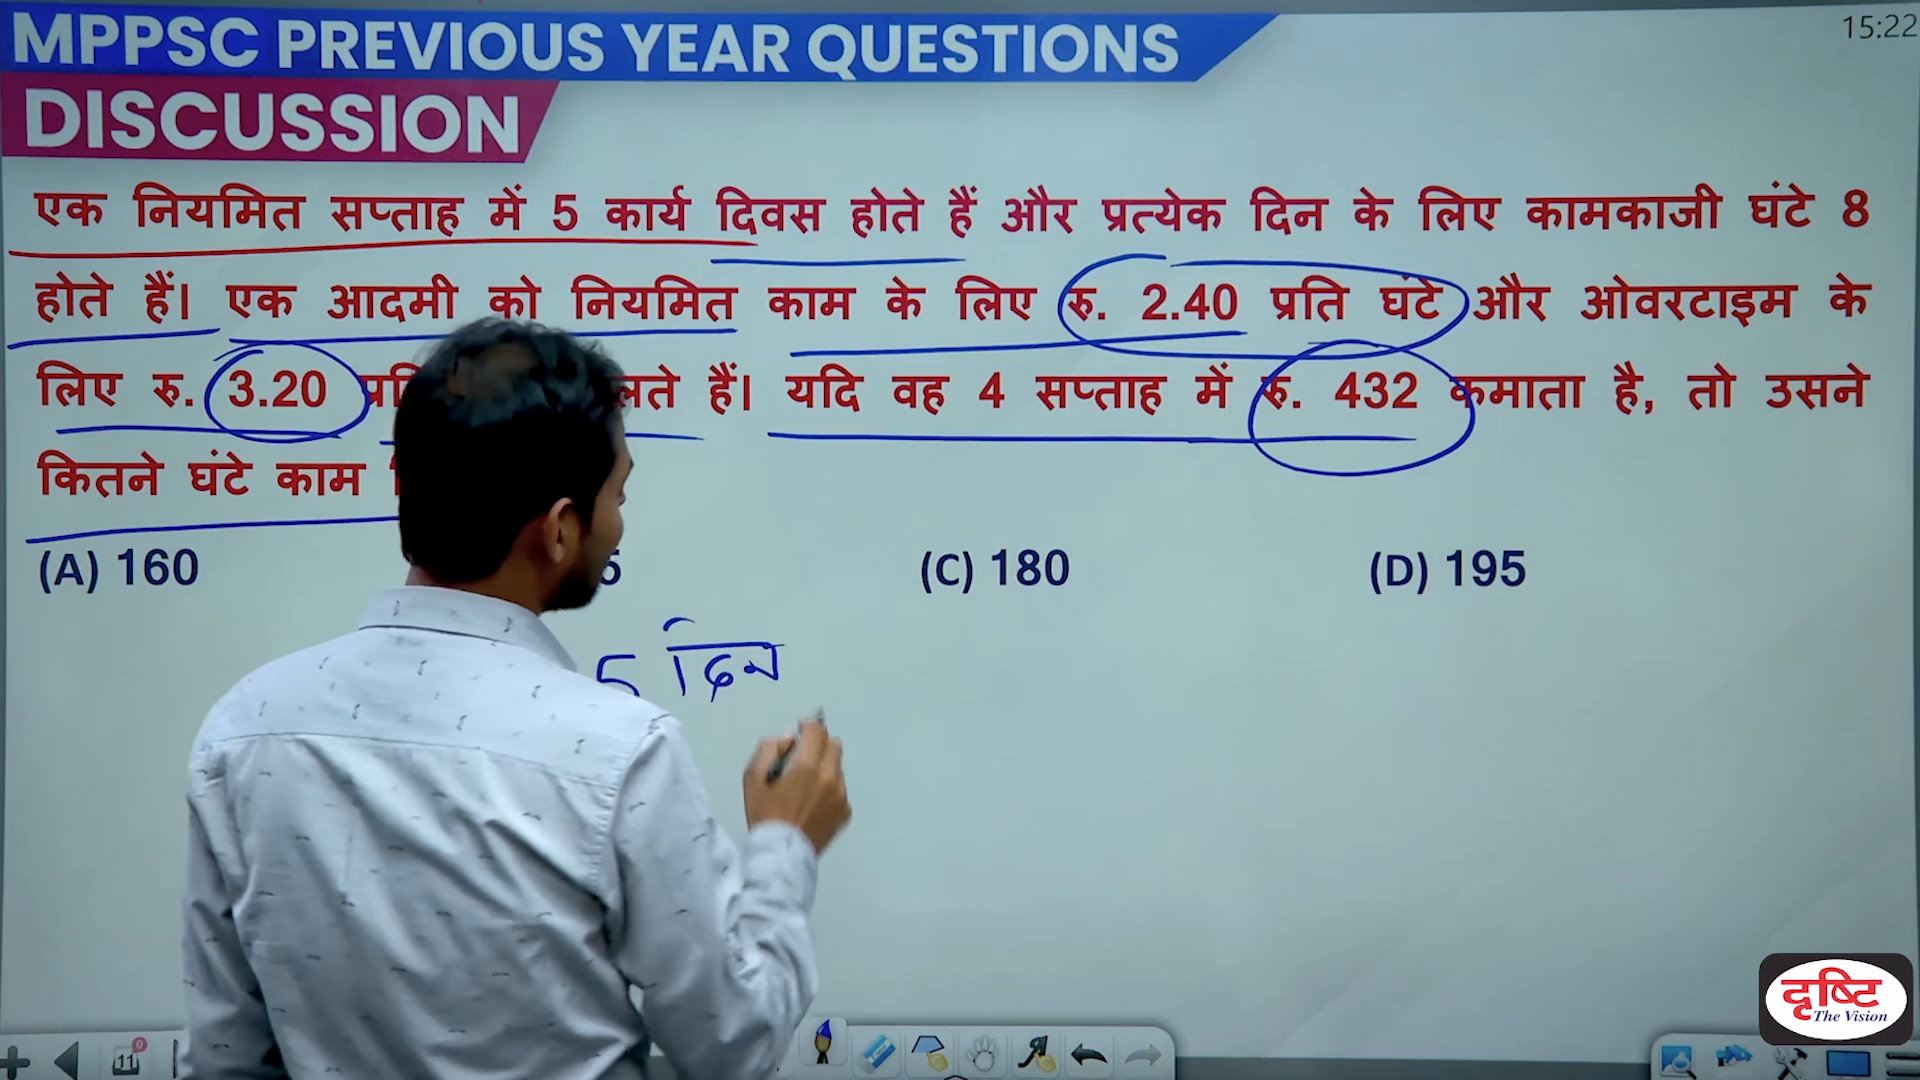 MPPSC PREVIOUS YEAR QUESTIONS
15:22
DISCUSSION
एक नियमित सप्ताह में 5 कार्य दिवस होते हैं और प्रत्येक दिन के लिए कामकाजी घंटे 8
होते हैं। एक आदमी को नियमित काम के लिए रु. 2.40 प्रति घंटे और ओवरटाइम के
लिए रु. 3.20 हैं। यदि वह 4 सप्ताह में रु. 432 कमाता है, तो उसने
कितने घंटे काम
(A) 160 (C) 180 (D) 195
5 दिन
दृष्टि
The Vision
11 0